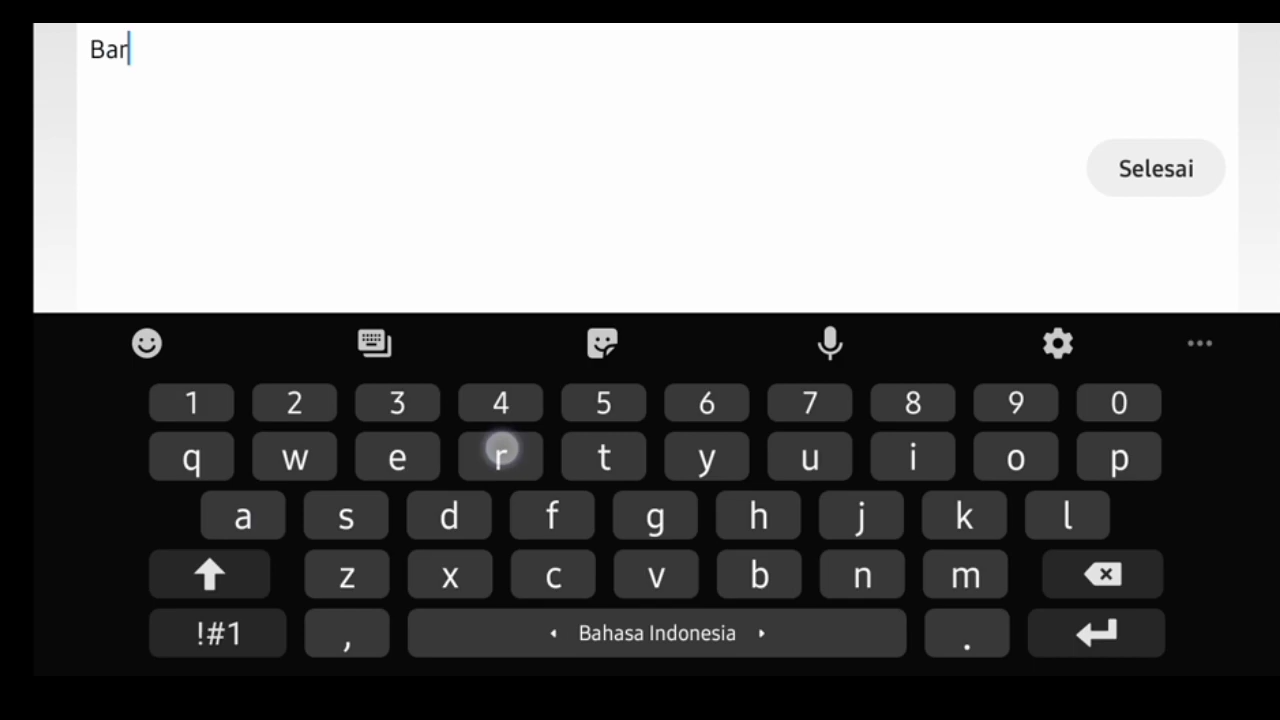 Bar
Selesai
1 2 3 4 5 6 7 8 9 0
q w e r t y u i o p
a s d f g h j k l
z x c v b n m
!#1 , Bahasa Indonesia .